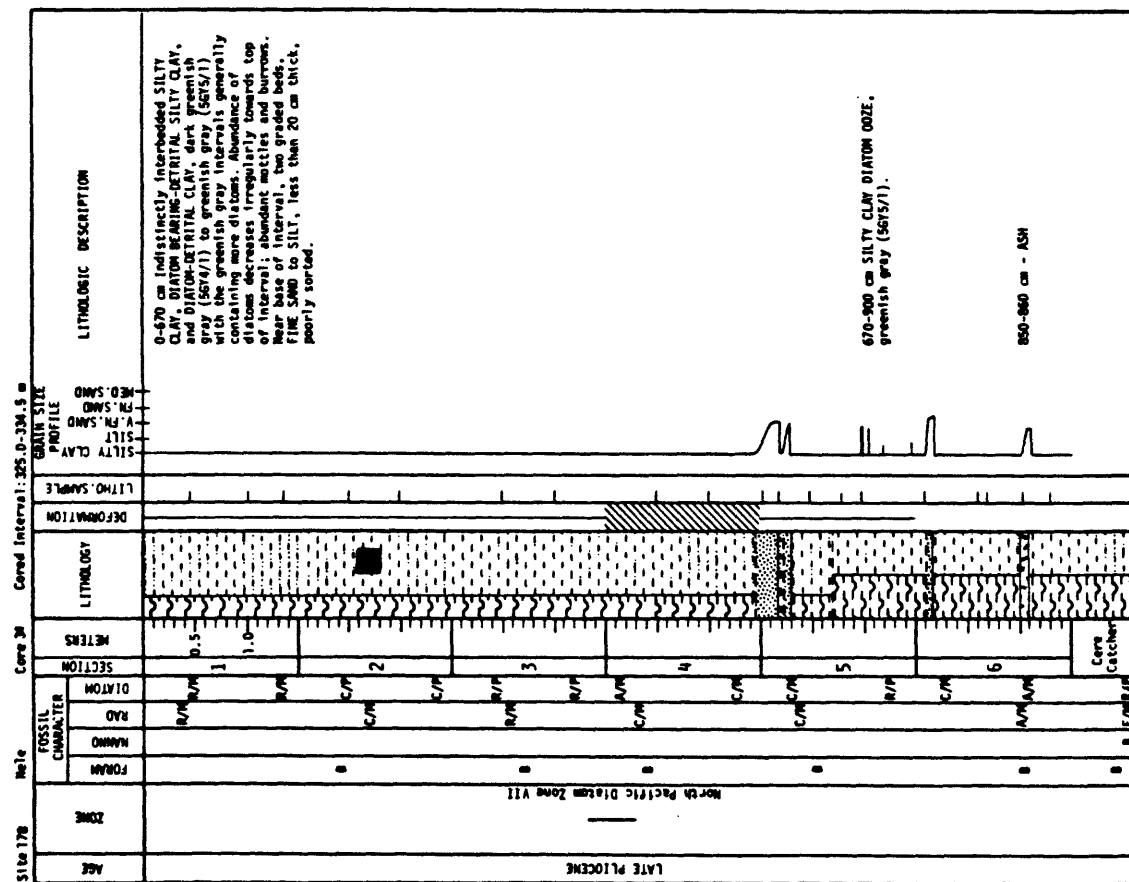 Site 178 Hole Core 38 Cored Interval: 325.0-334.5 m
AGE
ZONE
FOSSIL
CHARACTER
FORAM
NANNO
RAD
DIATOM
SECTION
METERS
LITHOLOGY
DEFORMATION
LITHO.SAMPLE
GRAIN SIZE
PROFILE
SILTY CLAY
SILT
V.FN.SAND
FN.SAND
MED.SAND
LITHOLOGIC DESCRIPTION
LATE PLIOCENE
North Pacific Diatom Zone VII
B
B
B
B
B
B
B
R/M
C/M
R/M
C/M
C/M
A/M
F/M
R/M
R/M
C/P
C/P
R/P
R/P
A/M
C/M
C/M
R/P
C/M
A/M
R/P
1
2
3
4
5
6
0.5
1.0
Core
Catcher
0-670 cm Indistinctly interbedded SILTY
CLAY, DIATOM BEARING-DETRITAL SILTY CLAY,
and DIATOM-DETRITAL CLAY, dark greenish
gray (5GY4/1) to greenish gray (5GY5/1)
with the greenish gray intervals generally
containing more diatoms. Abundance of
diatoms decreases irregularly towards top
of interval; abundant mottles and burrows.
Near base of interval, two graded beds,
FINE SAND to SILT, less than 20 cm thick,
poorly sorted.
670-900 cm SILTY CLAY DIATOM OOZE,
greenish gray (5GY5/1).
850-860 cm - ASH